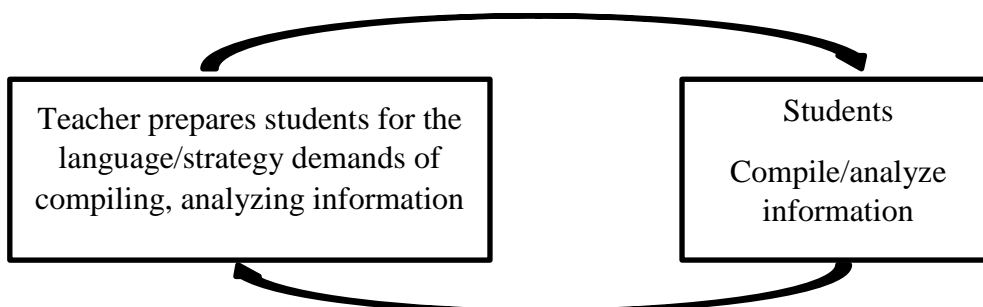 Teacher prepares students for the
language/strategy demands of
compiling, analyzing information
Students
Compile/analyze
information